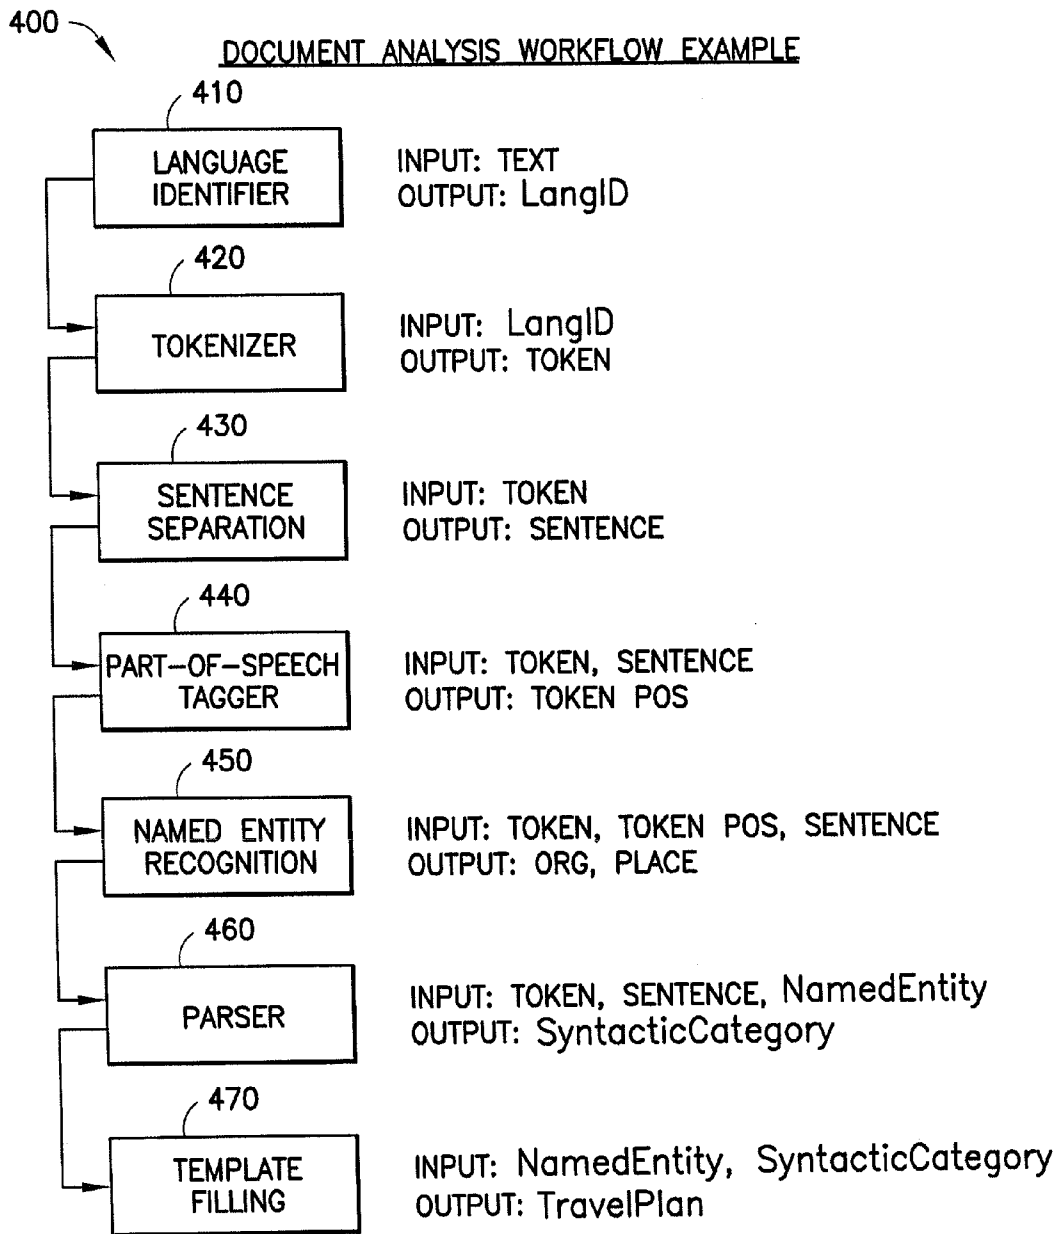 400
DOCUMENT ANALYSIS WORKFLOW EXAMPLE
410
LANGUAGE
IDENTIFIER
INPUT: TEXT
OUTPUT: LangID
420
TOKENIZER
INPUT: LangID
OUTPUT: TOKEN
430
SENTENCE
SEPARATION
INPUT: TOKEN
OUTPUT: SENTENCE
440
PART-OF-SPEECH
TAGGER
INPUT: TOKEN, SENTENCE
OUTPUT: TOKEN POS
450
NAMED ENTITY
RECOGNITION
INPUT: TOKEN, TOKEN POS, SENTENCE
OUTPUT: ORG, PLACE
460
PARSER
INPUT: TOKEN, SENTENCE, NamedEntity
OUTPUT: SyntacticCategory
470
TEMPLATE
FILLING
INPUT: NamedEntity, SyntacticCategory
OUTPUT: TravelPlan